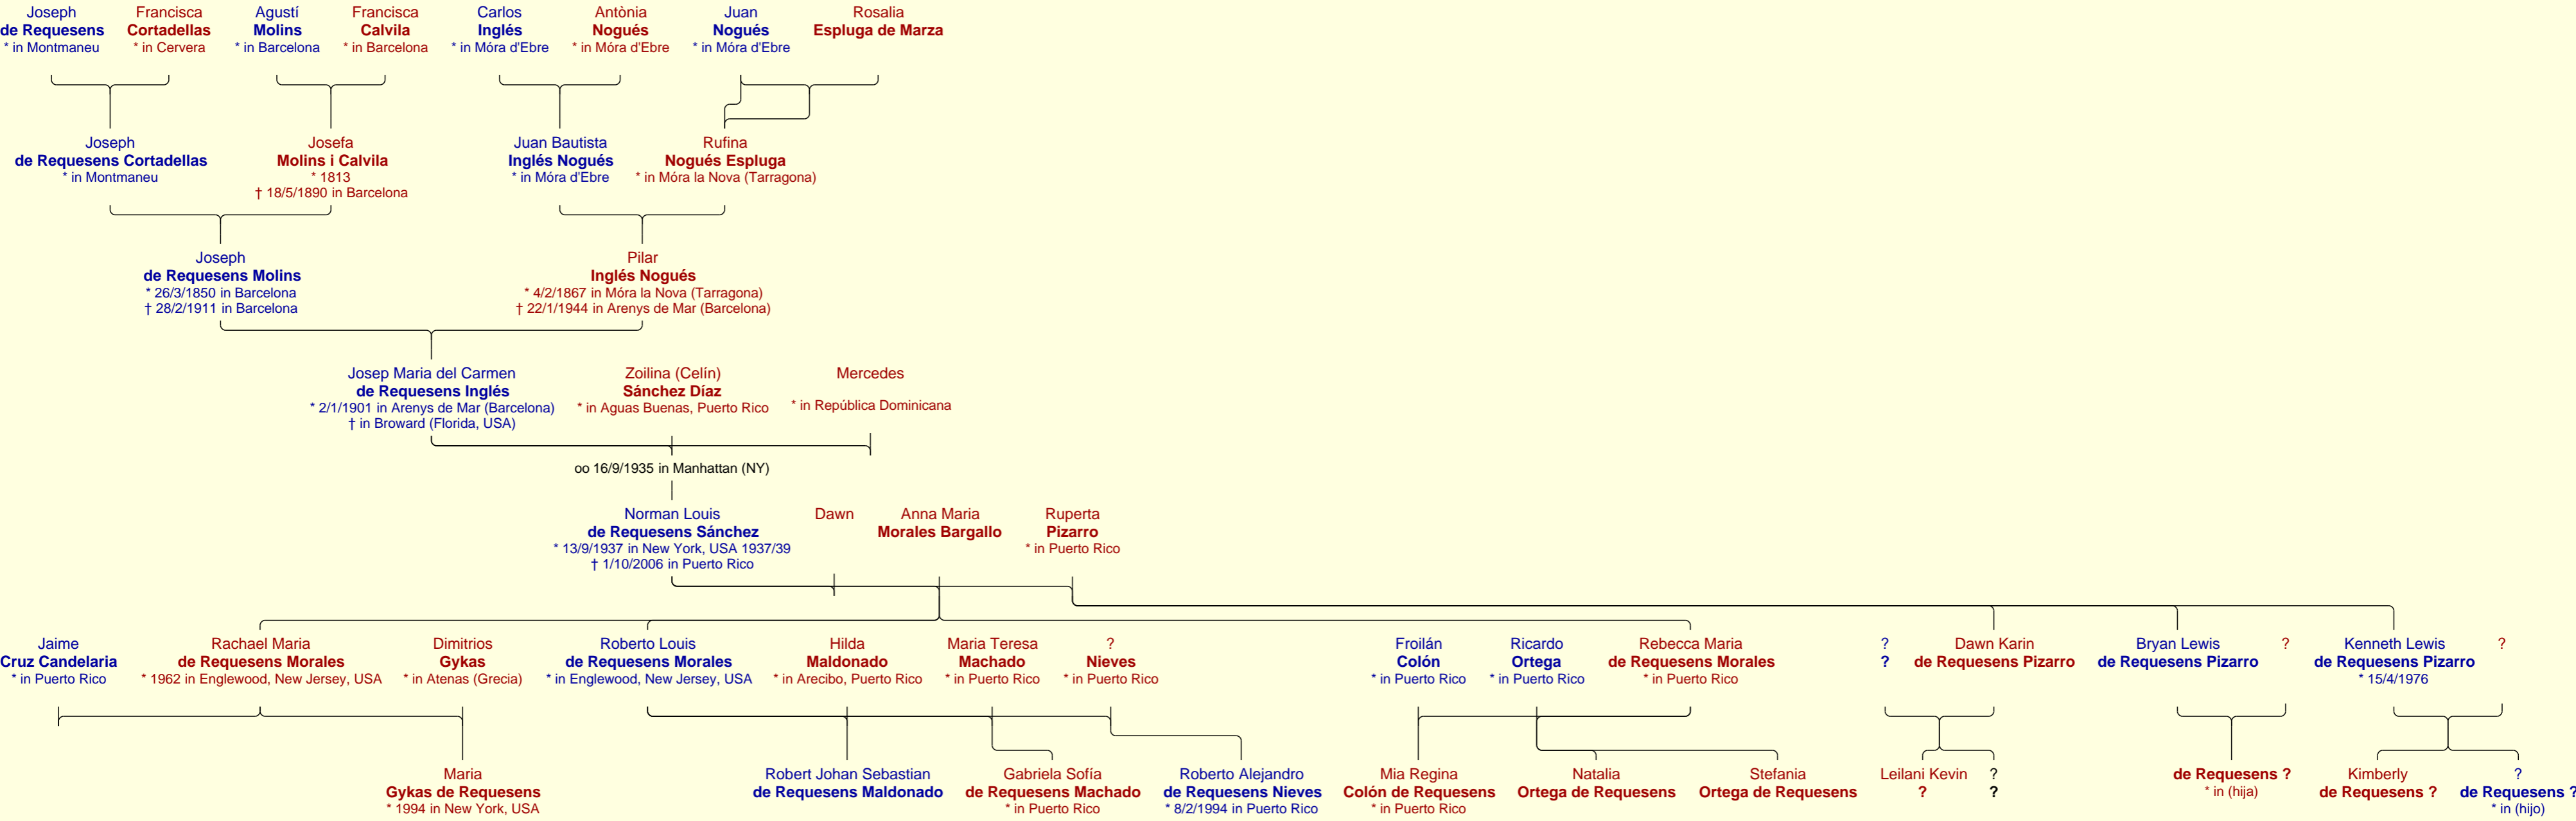 Joseph
de Requesens
* in Montmaneu
Francisca
Cortadellas
* in Cervera
Agustí
Molins
* in Barcelona
Francisca
Calvila
* in Barcelona
Carlos
Inglés
* in Móra d'Ebre
Antònia
Nogués
* in Móra d'Ebre
Juan
Nogués
* in Móra d'Ebre
Rosalia
Espluga de Marza
Joseph
de Requesens Cortadellas
* in Montmaneu
Josefa
Molins i Calvila
* 1813
† 18/5/1890 in Barcelona
Juan Bautista
Inglés Nogués
* in Móra d'Ebre
Rufina
Nogués Espluga
* in Móra la Nova (Tarragona)
Joseph
de Requesens Molins
* 26/3/1850 in Barcelona
† 28/2/1911 in Barcelona
Pilar
Inglés Nogués
* 4/2/1867 in Móra la Nova (Tarragona)
† 22/1/1944 in Arenys de Mar (Barcelona)
Josep Maria del Carmen
de Requesens Inglés
* 2/1/1901 in Arenys de Mar (Barcelona)
† in Broward (Florida, USA)
Zoilina (Celín)
Sánchez Díaz
* in Aguas Buenas, Puerto Rico
Mercedes
* in República Dominicana
oo 16/9/1935 in Manhattan (NY)
Norman Louis
de Requesens Sánchez
* 13/9/1937 in New York, USA 1937/39
† 1/10/2006 in Puerto Rico
Dawn
Anna Maria
Morales Bargallo
Ruperta
Pizarro
* in Puerto Rico
Jaime
Cruz Candelaria
* in Puerto Rico
Rachael Maria
de Requesens Morales
* 1962 in Englewood, New Jersey, USA
Dimitrios
Gykas
* in Atenas (Grecia)
Roberto Louis
de Requesens Morales
* in Englewood, New Jersey, USA
Hilda
Maldonado
* in Arecibo, Puerto Rico
Maria Teresa
Machado
* in Puerto Rico
?
Nieves
* in Puerto Rico
Froilán
Colón
* in Puerto Rico
Ricardo
Ortega
* in Puerto Rico
Rebecca Maria
de Requesens Morales
* in Puerto Rico
?
?
Dawn Karin
de Requesens Pizarro
Bryan Lewis
de Requesens Pizarro
?
Kenneth Lewis
de Requesens Pizarro
* 15/4/1976
?
Maria
Gykas de Requesens
* 1994 in New York, USA
Robert Johan Sebastian
de Requesens Maldonado
Gabriela Sofía
de Requesens Machado
* in Puerto Rico
Roberto Alejandro
de Requesens Nieves
* 8/2/1994 in Puerto Rico
Mia Regina
Colón de Requesens
* in Puerto Rico
Natalia
Ortega de Requesens
Stefania
Ortega de Requesens
Leilani Kevin
?
?
?
de Requesens ?
* in (hija)
Kimberly
de Requesens ?
?
de Requesens ?
* in (hijo)